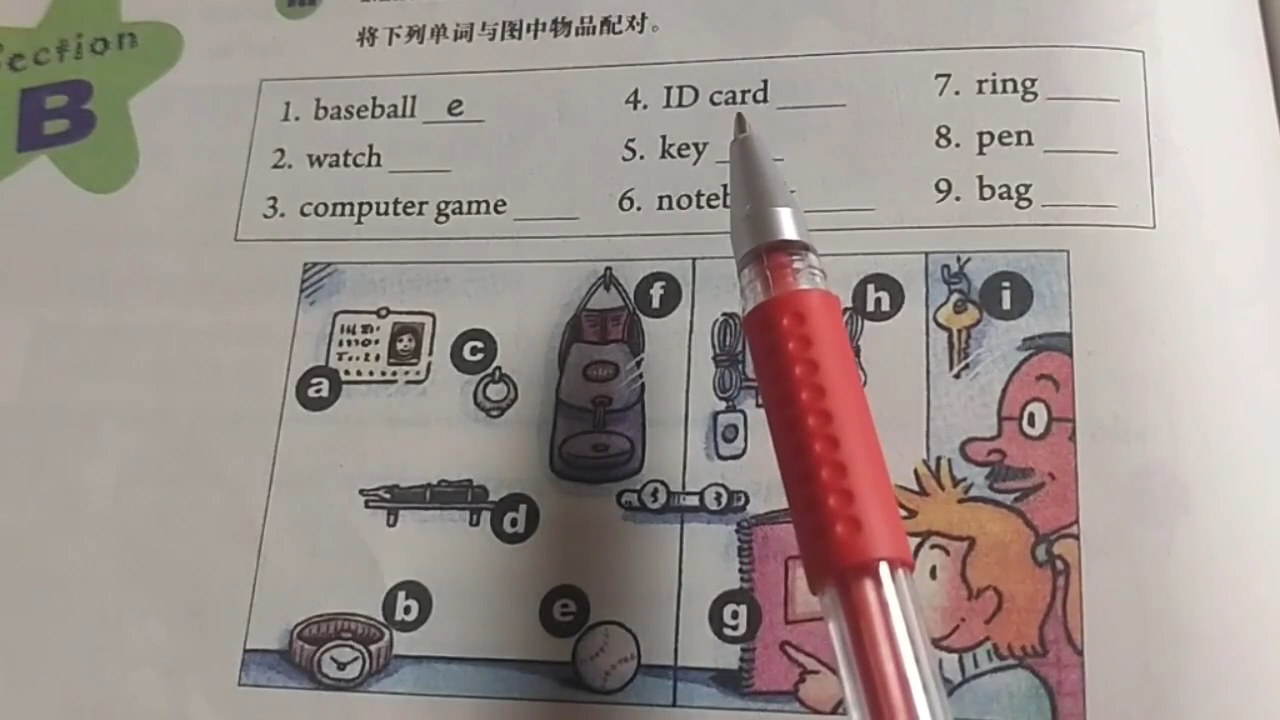 ection
B
将下列单词与图中物品配对。
1. baseball e
2. watch
3. computer game
4. ID card
5. key
6.
7. ring
8. pen
9. bag
a
c
f
h
i
d
b
e
g